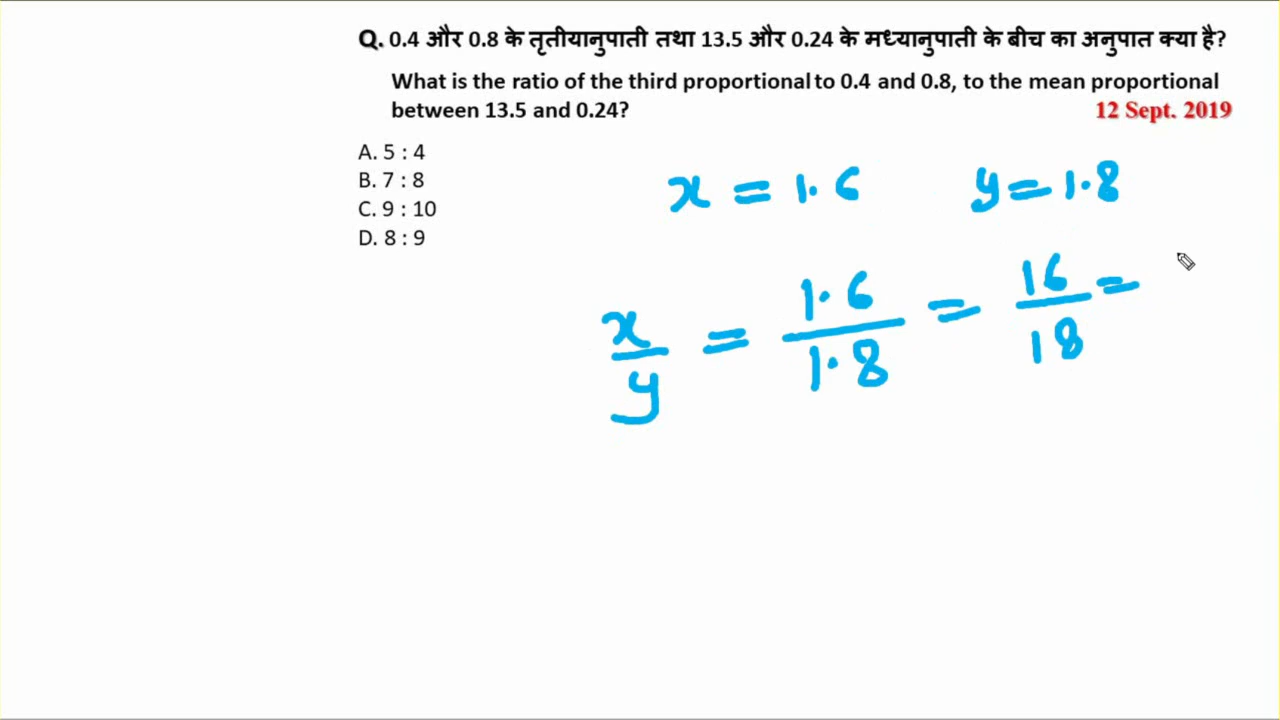 Q. 0.4 और 0.8 के तृतीयानुपाती तथा 13.5 और 0.24 के मध्यानुपाती के बीच का अनुपात क्या है?
What is the ratio of the third proportional to 0.4 and 0.8, to the mean proportional
between 13.5 and 0.24?
12 Sept. 2019
A. 5 : 4
B. 7 : 8
C. 9 : 10
D. 8 : 9
x = 1.6 y = 1.8
x/y = 1.6/1.8 = 16/18 =